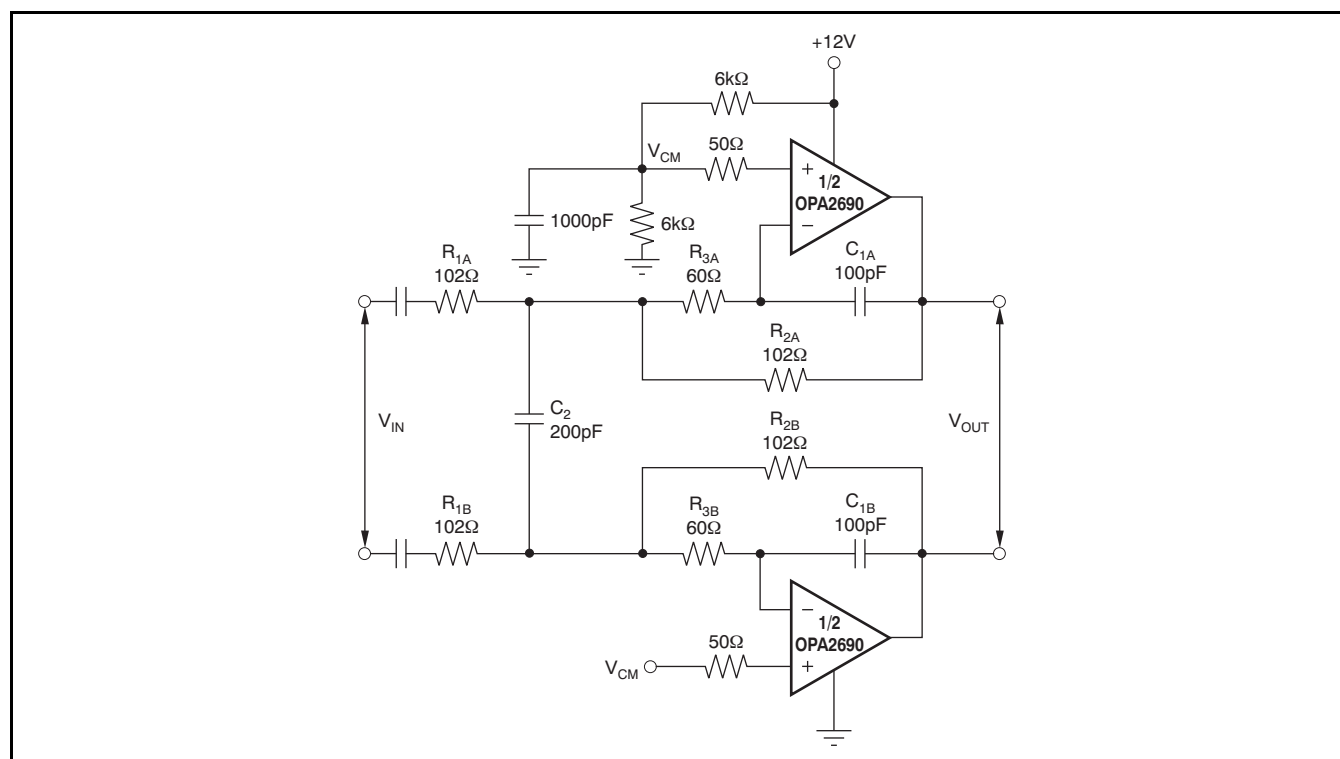 +12V
6kΩ
50Ω
V_CM
+
1/2
OPA2690
−
1000pF
6kΩ
R_1A
102Ω
R_3A
60Ω
C_1A
100pF
R_2A
102Ω
V_IN
C_2
200pF
V_OUT
R_2B
102Ω
R_1B
102Ω
R_3B
60Ω
C_1B
100pF
−
1/2
OPA2690
+
50Ω
V_CM